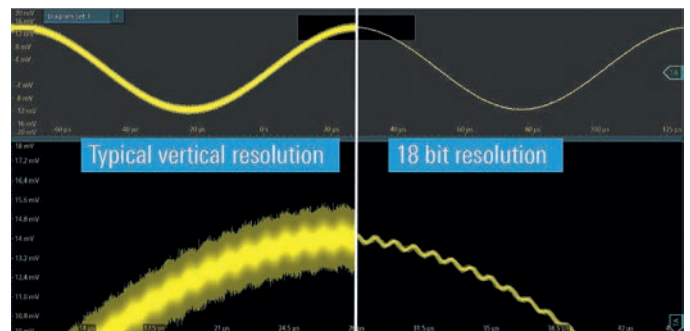 Diagram Set 1
20 mV
16 mV
12 mV
8 mV
4 mV
-4 mV
-8 mV
-12 mV
-16 mV
-20 mV
-60 µs -40 µs -20 µs 0 s 20 µs 40 µs 60 µs 80 µs 100 µs 125 µs
Typical vertical resolution
18 bit resolution
18 mV
17.2 mV
16.4 mV
15.6 mV
14.8 mV
14 mV
13.2 mV
12.4 mV
11.6 mV
10.8 mV
14 µs 17.5 µs 21 µs 24.5 µs 31.5 µs 35 µs 38.5 µs 42 µs